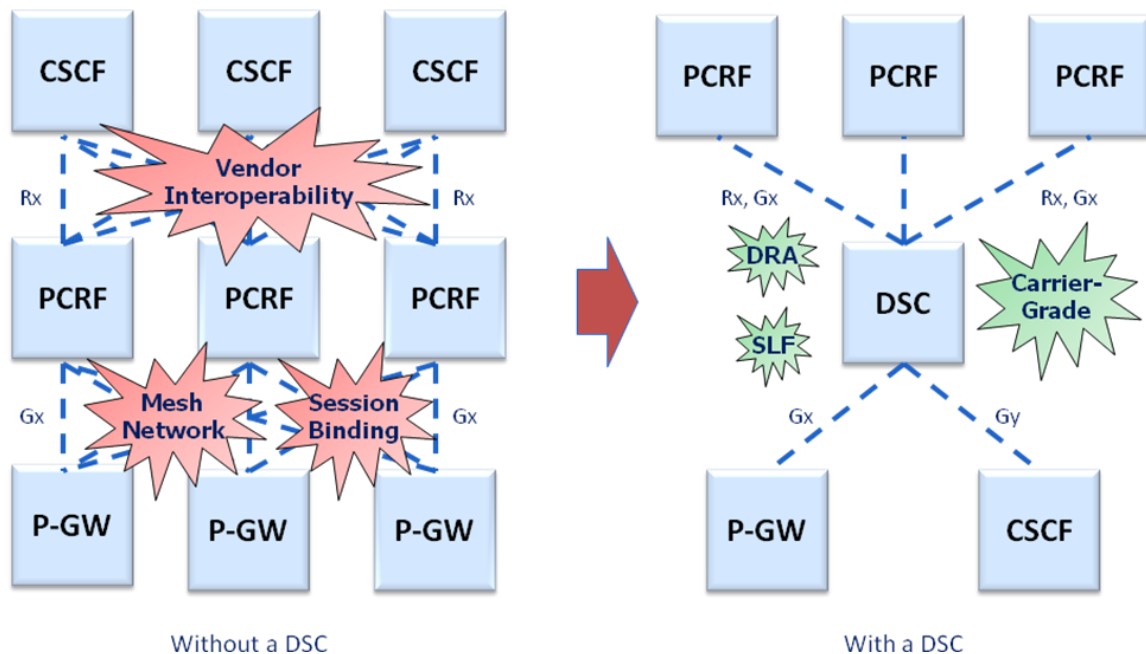 CSCF
CSCF
CSCF
Vendor
Interoperability
Rx
Rx
PCRF
PCRF
PCRF
Mesh
Network
Session
Binding
Gx
Gx
P-GW
P-GW
P-GW
Without a DSC
PCRF
PCRF
PCRF
Rx, Gx
Rx, Gx
DRA
SLF
DSC
Carrier-
Grade
Gx
Gy
P-GW
CSCF
With a DSC